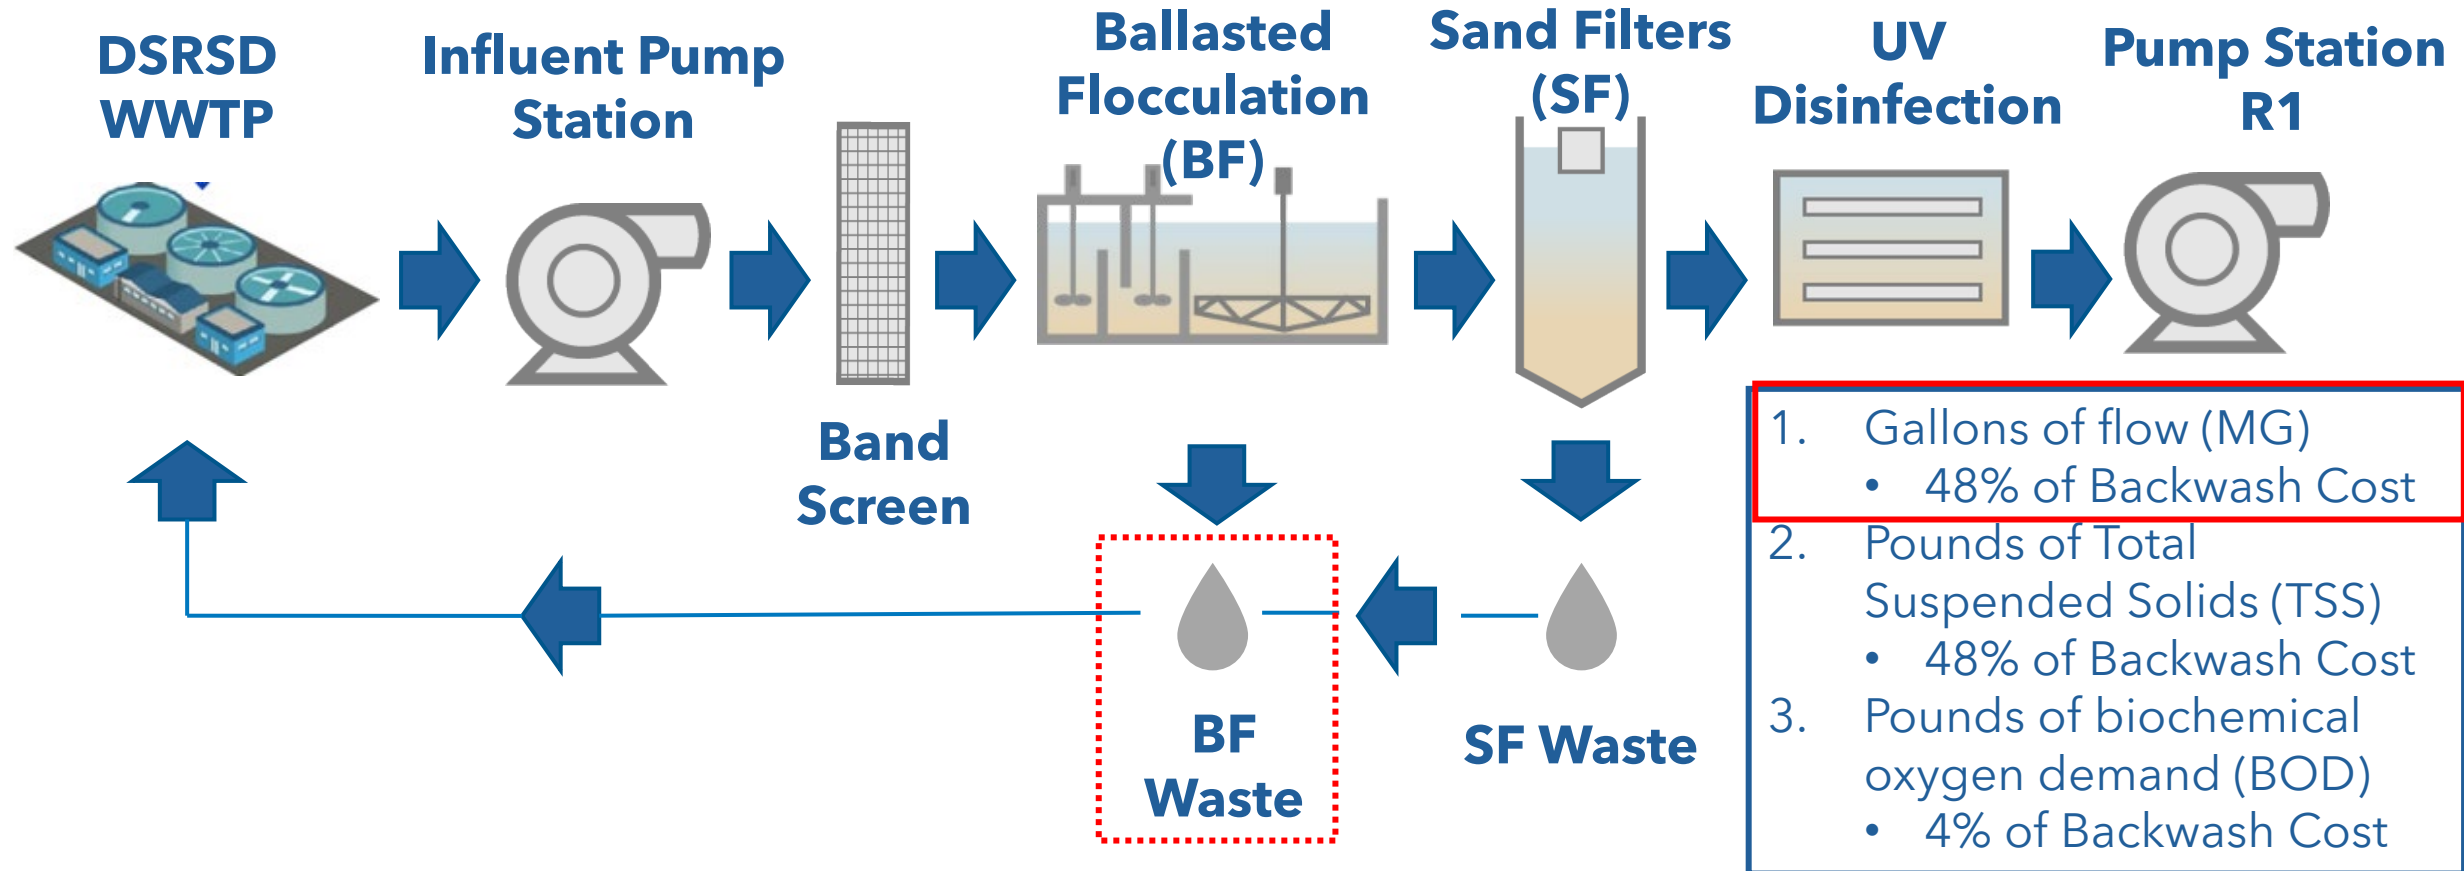 DSRSD
WWTP
Influent Pump
Station
Band
Screen
Ballasted
Flocculation
(BF)
Sand Filters
(SF)
UV
Disinfection
Pump Station
R1
BF
Waste
SF Waste
1. Gallons of flow (MG)
• 48% of Backwash Cost
2. Pounds of Total
Suspended Solids (TSS)
• 48% of Backwash Cost
3. Pounds of biochemical
oxygen demand (BOD)
• 4% of Backwash Cost